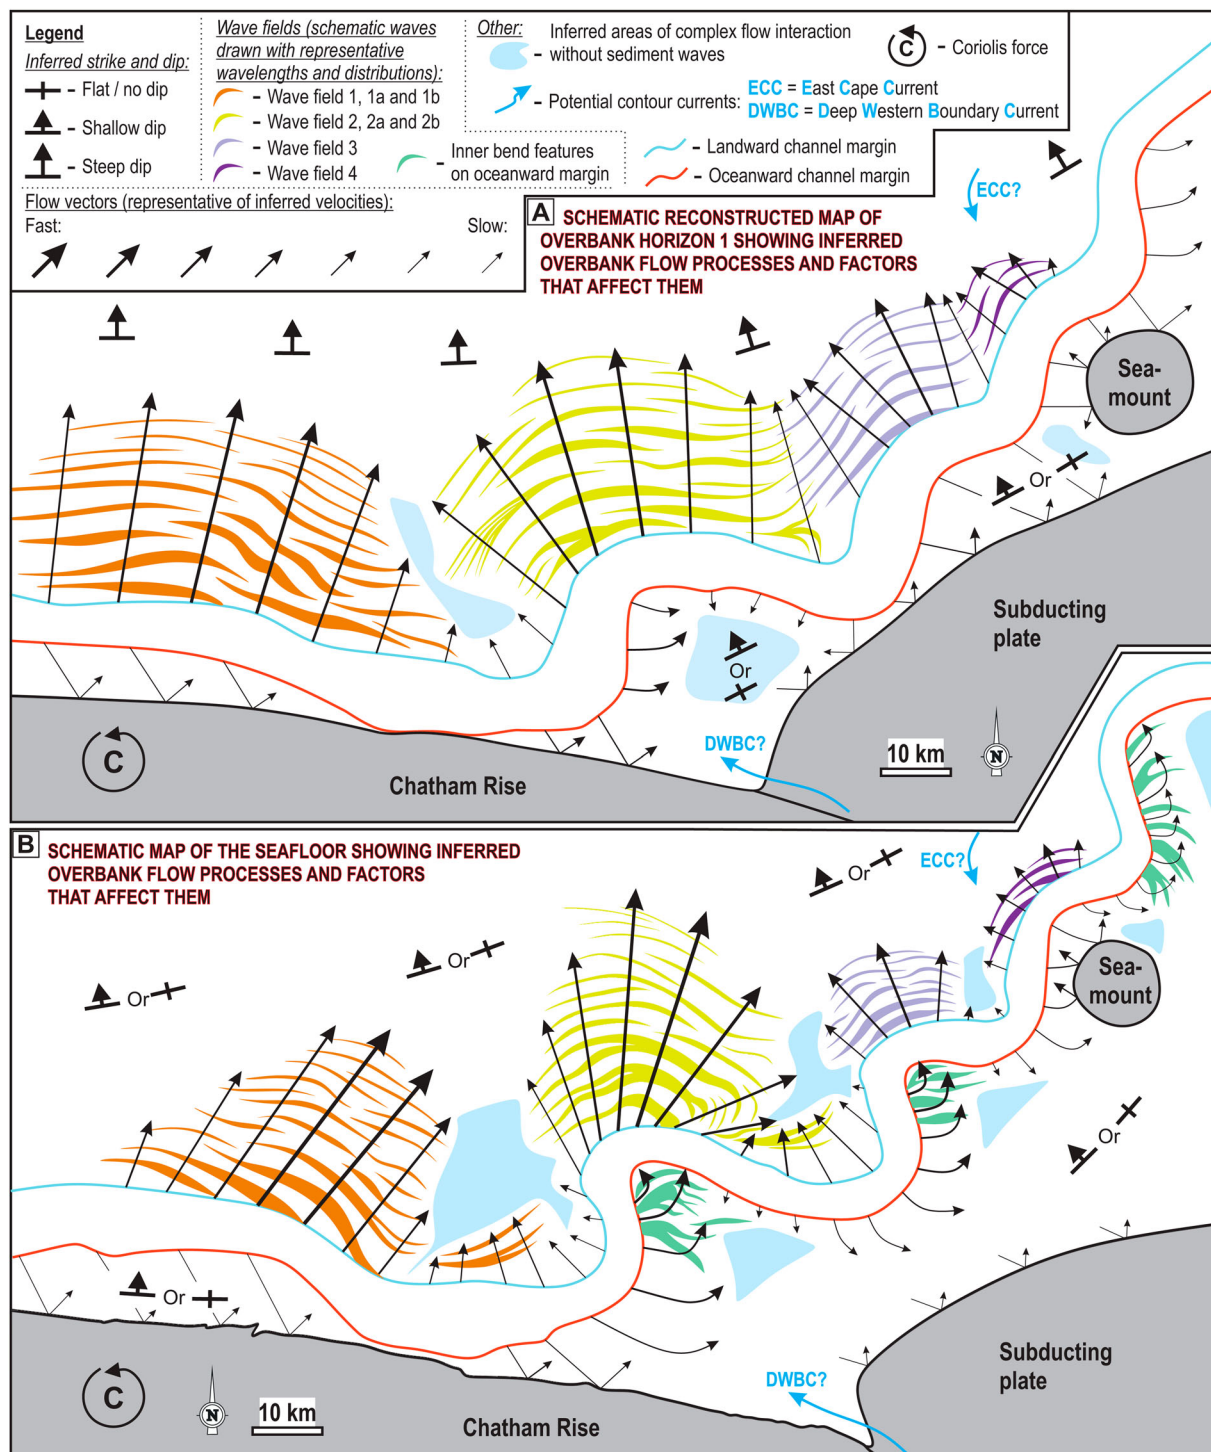 Legend
Inferred strike and dip:
– Flat / no dip
– Shallow dip
– Steep dip
Wave fields (schematic waves
drawn with representative
wavelengths and distributions):
– Wave field 1, 1a and 1b
– Wave field 2, 2a and 2b
– Wave field 3
– Wave field 4
– Inner bend features
on oceanward margin
Other:
Inferred areas of complex flow interaction
– without sediment waves
C – Coriolis force
– Potential contour currents:
ECC = East Cape Current
DWBC = Deep Western Boundary Current
– Landward channel margin
– Oceanward channel margin
Flow vectors (representative of inferred velocities):
Fast:
Slow:
A SCHEMATIC RECONSTRUCTED MAP OF
OVERBANK HORIZON 1 SHOWING INFERRED
OVERBANK FLOW PROCESSES AND FACTORS
THAT AFFECT THEM
ECC?
Sea-
mount
Or
Or
Subducting
plate
DWBC?
10 km
N
C
Chatham Rise
B SCHEMATIC MAP OF THE SEAFLOOR SHOWING INFERRED
OVERBANK FLOW PROCESSES AND FACTORS
THAT AFFECT THEM
ECC?
Or
Or
Or
Sea-
mount
Or
Or
Subducting
plate
DWBC?
C
N
10 km
Chatham Rise